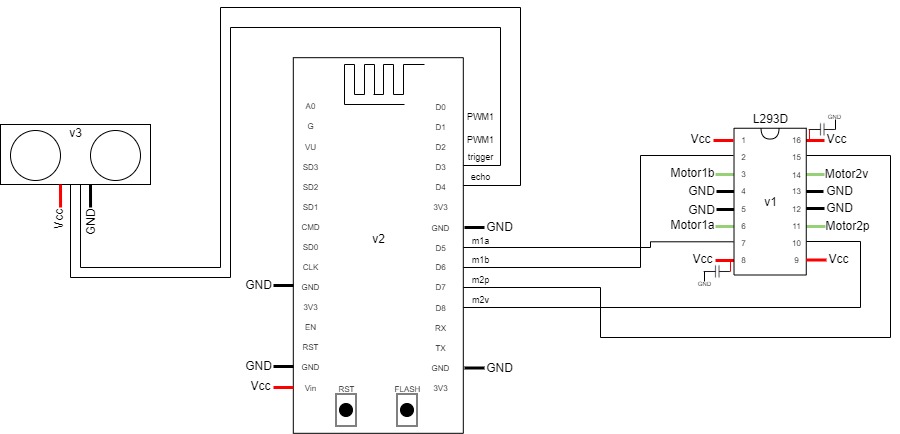 v3
Vcc
GND
A0
G
VU
SD3
SD2
SD1
CMD
SD0
CLK
GND
GND
3V3
EN
RST
GND
GND
Vcc
Vin
v2
RST
FLASH
D0
D1
D2
D3
D4
3V3
GND
D5
D6
D7
D8
RX
TX
GND
3V3
PWM1
PWM1
trigger
echo
GND
m1a
m1b
m2p
m2v
GND
L293D
GND
Vcc 1 16 Vcc
2 15
Motor1b 3 14 Motor2v
GND 4 13 GND
v1
GND 5 12 GND
Motor1a 6 11 Motor2p
7 10
Vcc 8 9 Vcc
GND